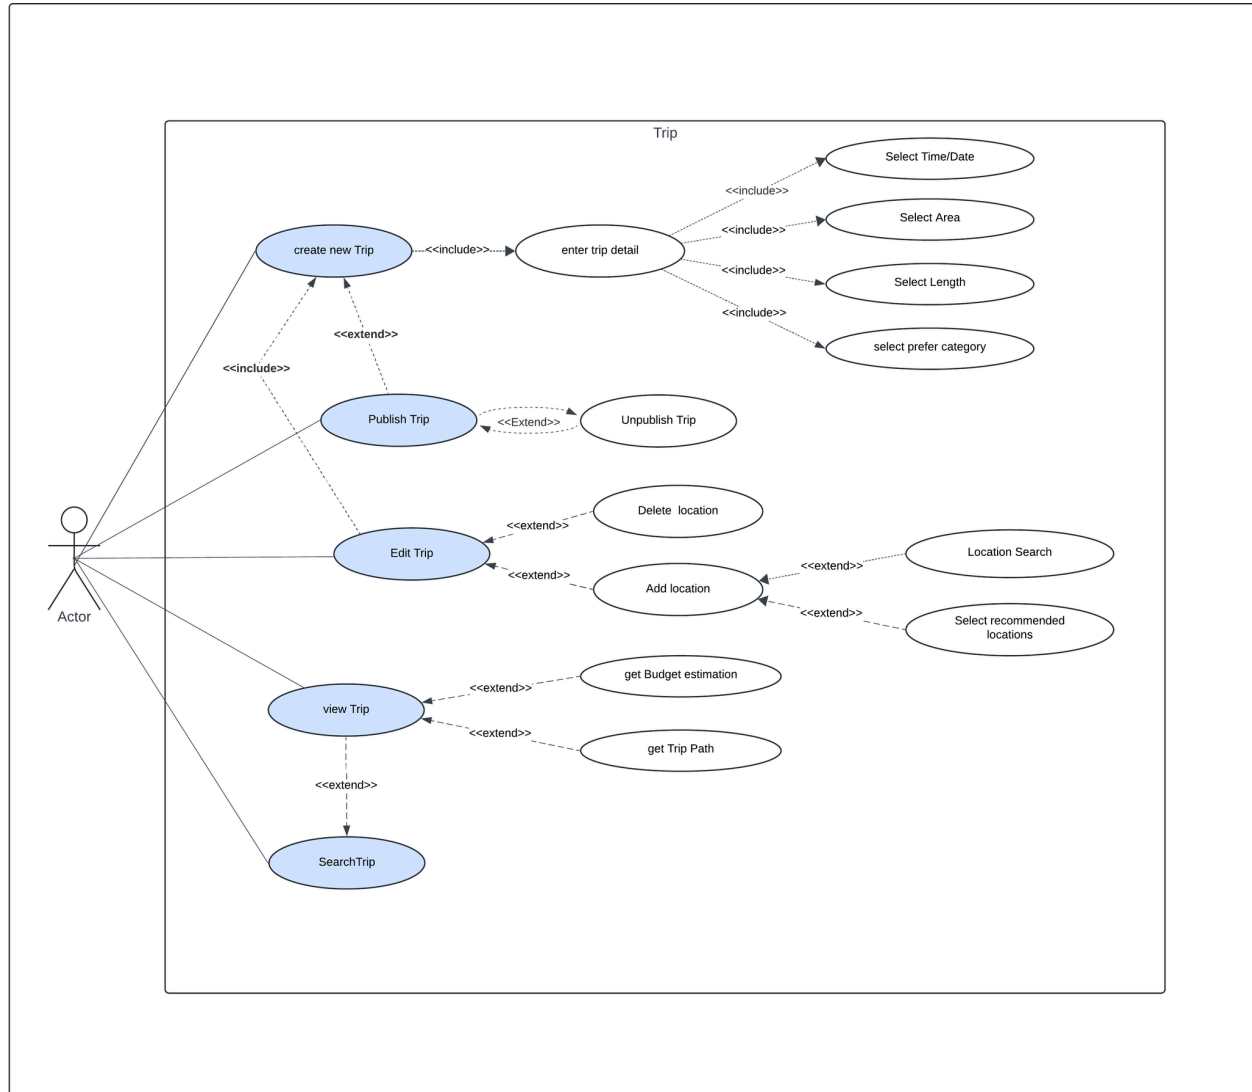 Trip
Select Time/Date
<<include>>
Select Area
<<include>>
create new Trip
<<include>>
enter trip detail
<<include>>
Select Length
<<include>>
select prefer category
<<extend>>
<<include>>
Publish Trip
<<Extend>>
Unpublish Trip
Delete  location
<<extend>>
Edit Trip
Location Search
<<extend>>
<<extend>>
Add location
<<extend>>
Select recommended
locations
Actor
get Budget estimation
<<extend>>
view Trip
<<extend>>
get Trip Path
<<extend>>
SearchTrip